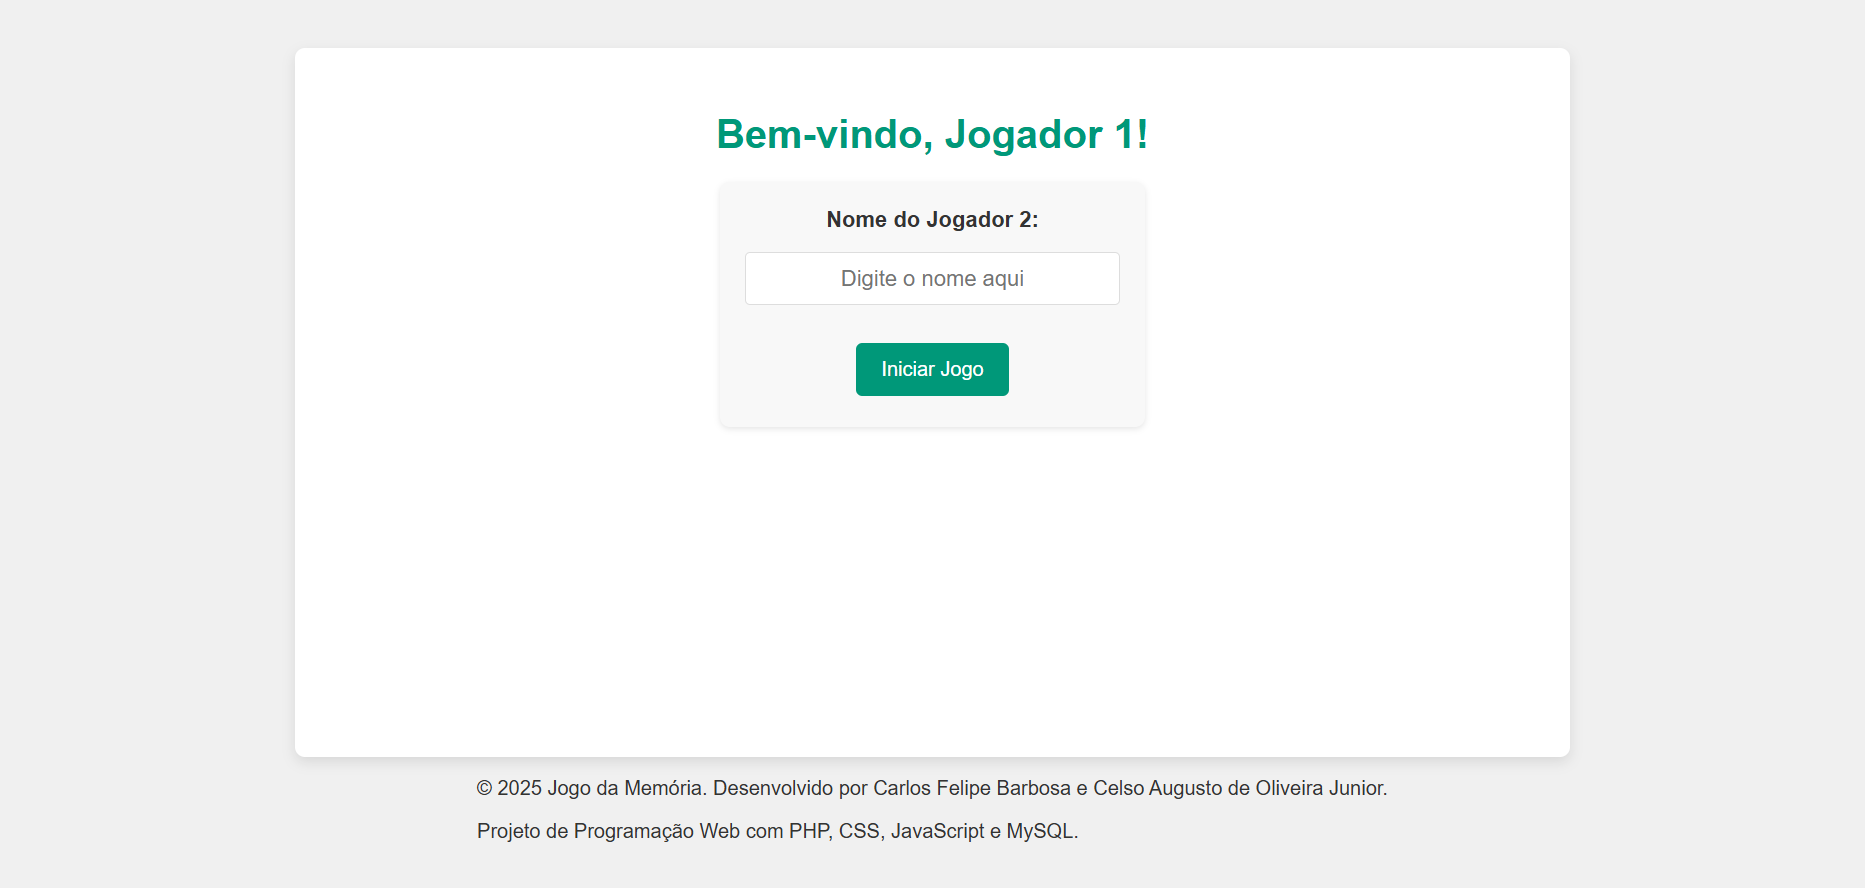 Bem-vindo, Jogador 1!
Nome do Jogador 2:
Digite o nome aqui
Iniciar Jogo
© 2025 Jogo da Memória. Desenvolvido por Carlos Felipe Barbosa e Celso Augusto de Oliveira Junior.
Projeto de Programação Web com PHP, CSS, JavaScript e MySQL.